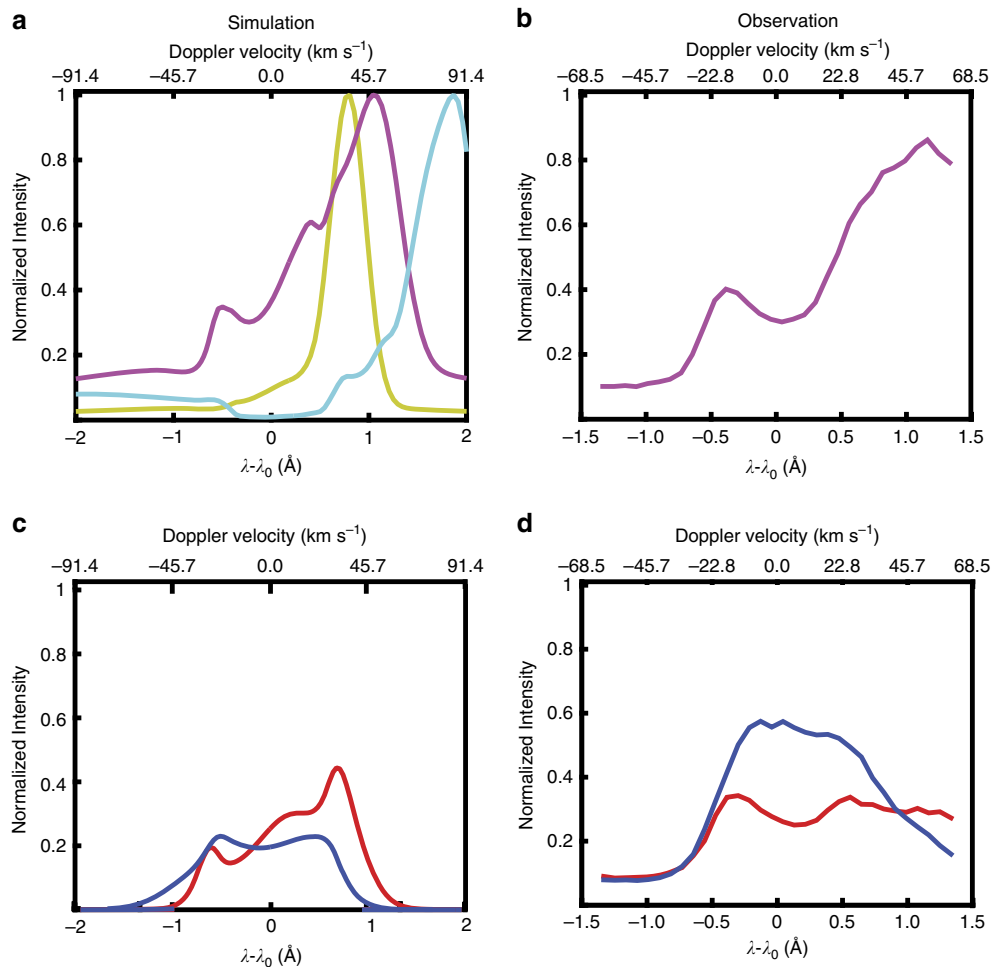 a
Simulation
Doppler velocity (km s⁻¹)
−91.4 −45.7 0.0 45.7 91.4
1
0.8
0.6
0.4
0.2
Normalized Intensity
−2 −1 0 1 2
λ-λ₀ (Å)
b
Observation
Doppler velocity (km s⁻¹)
−68.5 −45.7 −22.8 0.0 22.8 45.7 68.5
1
0.8
0.6
0.4
0.2
Normalized Intensity
−1.5 −1.0 −0.5 0 0.5 1.0 1.5
λ-λ₀ (Å)
c
Doppler velocity (km s⁻¹)
−91.4 −45.7 0.0 45.7 91.4
1
0.8
0.6
0.4
0.2
Normalized Intensity
−2 −1 0 1 2
λ-λ₀ (Å)
d
Doppler velocity (km s⁻¹)
−68.5 −45.7 −22.8 0.0 22.8 45.7 68.5
1
0.8
0.6
0.4
0.2
Normalized Intensity
−1.5 −1.0 −0.5 0 0.5 1.0 1.5
λ-λ₀ (Å)